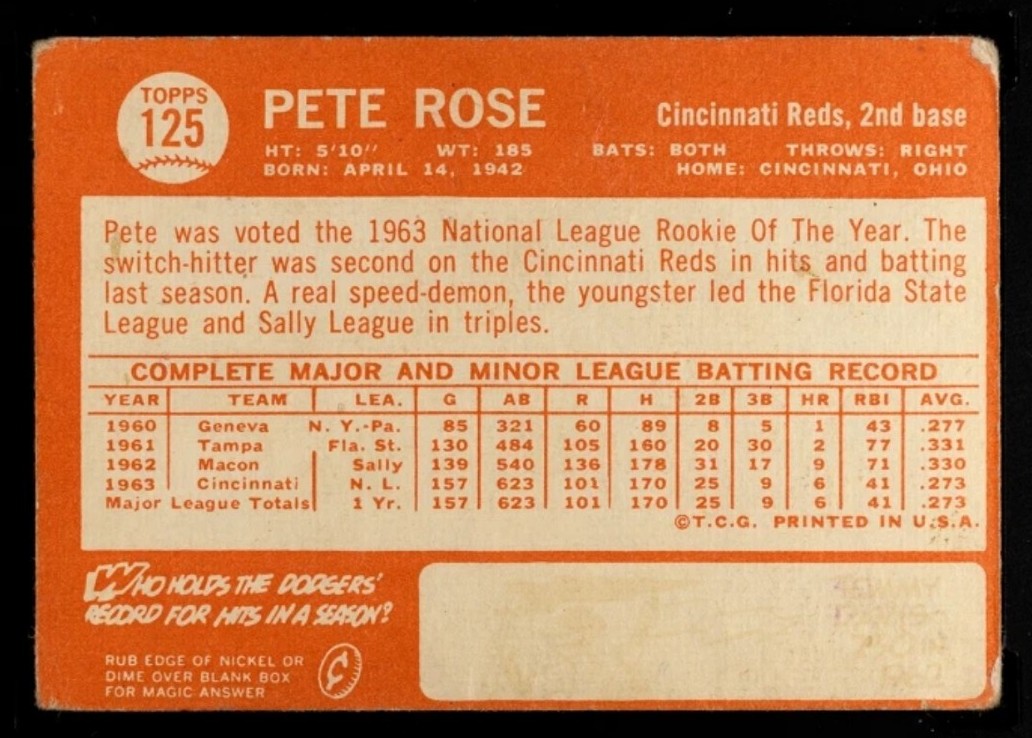 TOPPS
125
PETE ROSE
Cincinnati Reds, 2nd base
HT: 5'10'' WT: 185 BATS: BOTH THROWS: RIGHT
BORN: APRIL 14, 1942 HOME: CINCINNATI, OHIO
Pete was voted the 1963 National League Rookie Of The Year. The
switch-hitter was second on the Cincinnati Reds in hits and batting
last season. A real speed-demon, the youngster led the Florida State
League and Sally League in triples.
COMPLETE MAJOR AND MINOR LEAGUE BATTING RECORD
YEAR TEAM LEA. G AB R H 2B 3B HR RBI AVG.
1960 Geneva N. Y.-Pa. 85 321 60 89 8 5 1 43 .277
1961 Tampa Fla. St. 130 484 105 160 20 30 2 77 .331
1962 Macon Sally 139 540 136 178 31 17 9 71 .330
1963 Cincinnati N. L. 157 623 101 170 25 9 6 41 .273
Major League Totals 1 Yr. 157 623 101 170 25 9 6 41 .273
©T.C.G. PRINTED IN U.S.A.
WHO HOLDS THE DODGERS'
RECORD FOR HITS IN A SEASON?
RUB EDGE OF NICKEL OR
DIME OVER BLANK BOX
FOR MAGIC ANSWER